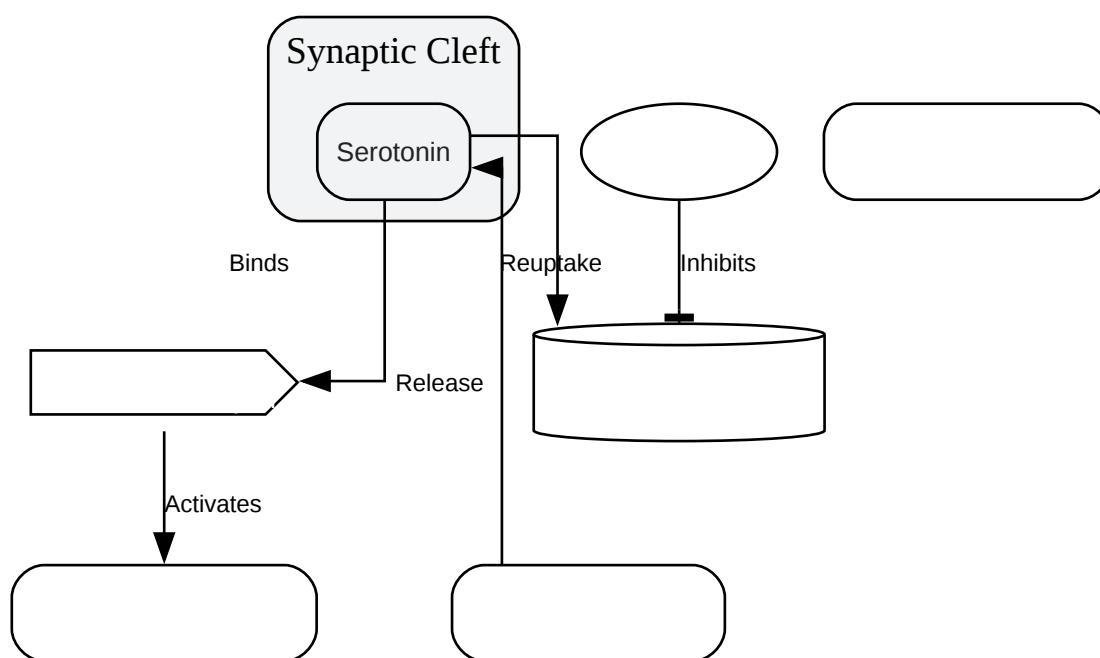 Synaptic Cleft
Serotonin
Binds
Reuptake
Inhibits
Release
Activates